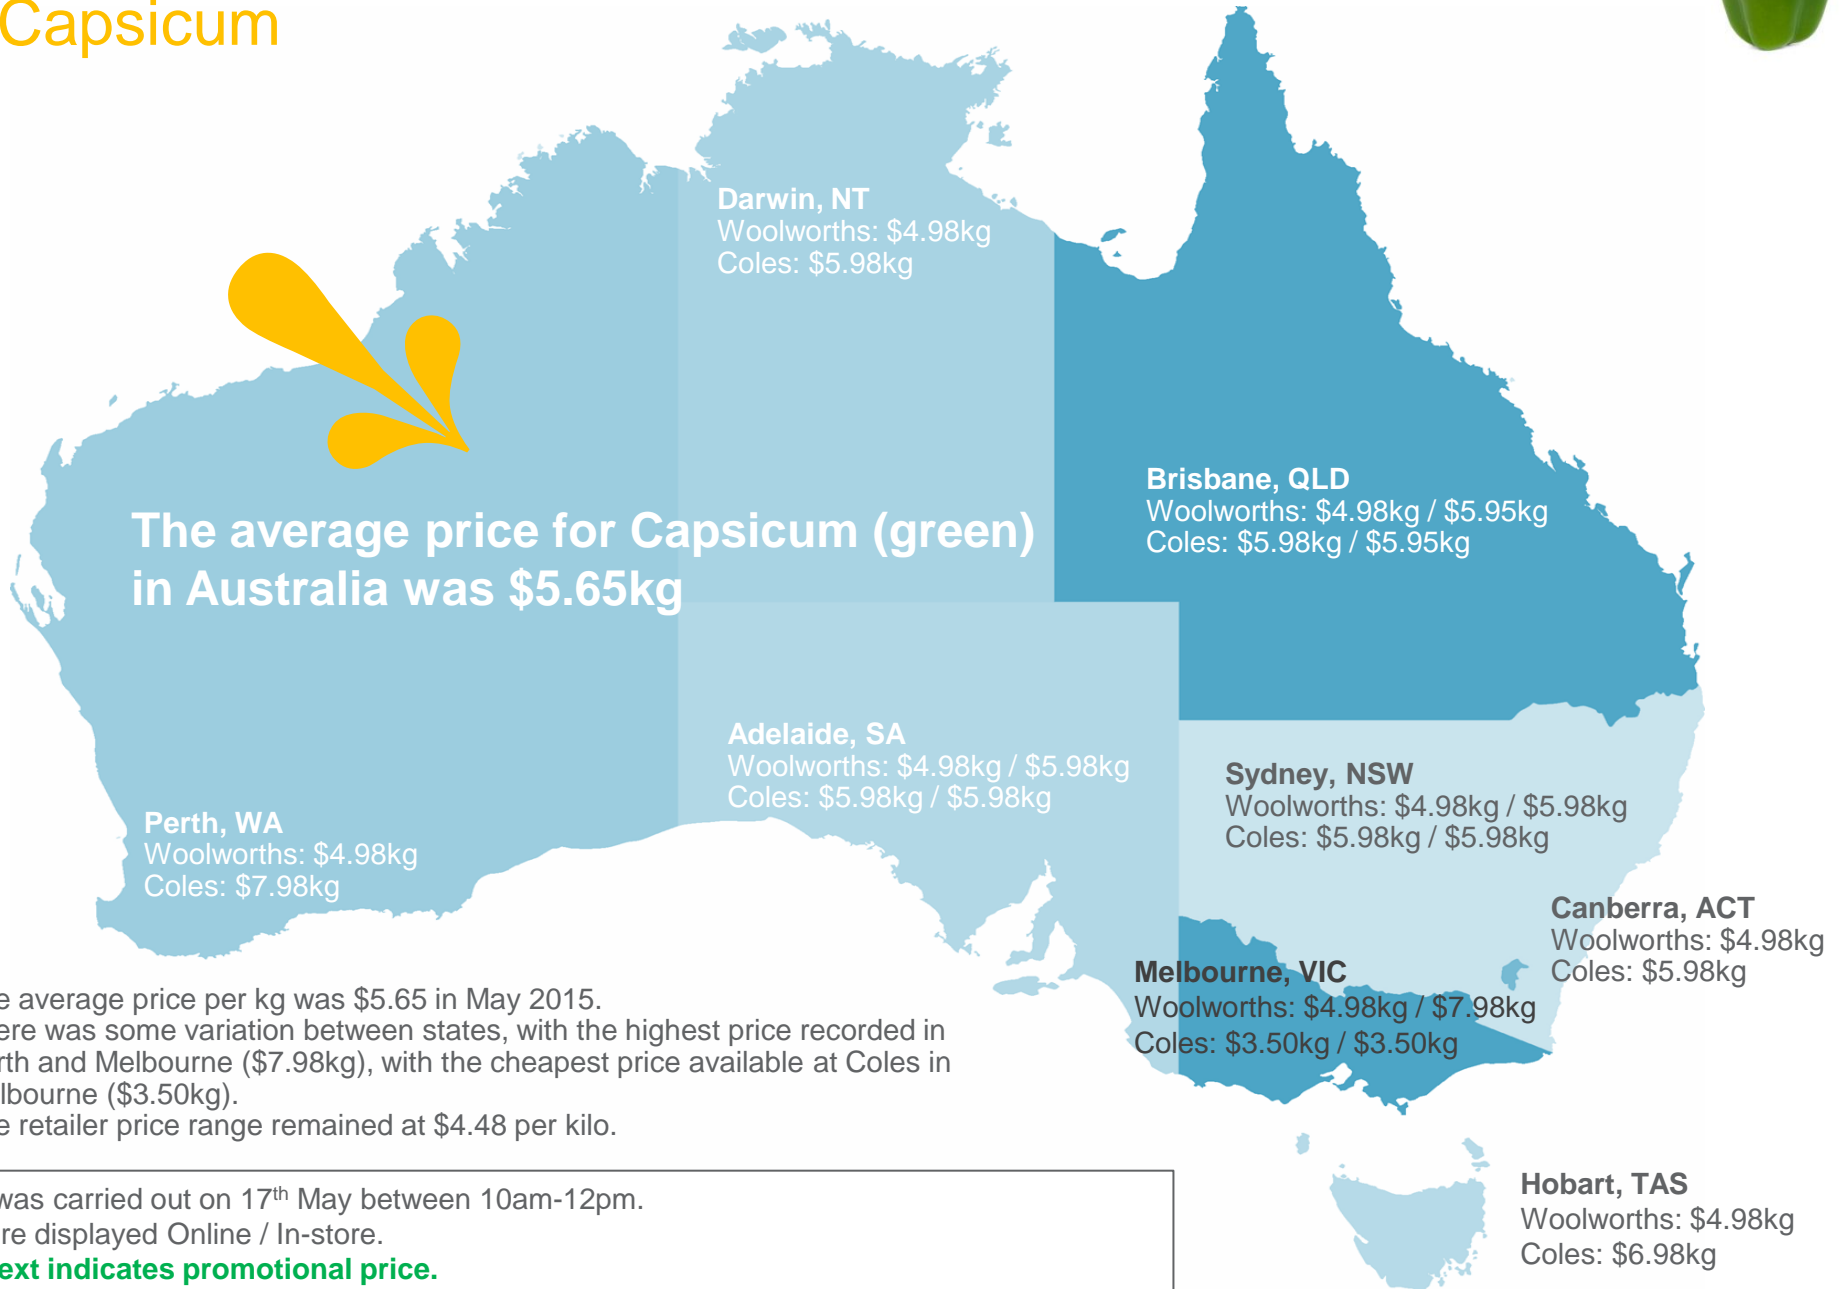 Capsicum
Darwin, NT
Woolworths: $4.98kg
Coles: $5.98kg
Brisbane, QLD
Woolworths: $4.98kg / $5.95kg
Coles: $5.98kg / $5.95kg
The average price for Capsicum (green)
in Australia was $5.65kg
Adelaide, SA
Woolworths: $4.98kg / $5.98kg
Coles: $5.98kg / $5.98kg
Sydney, NSW
Woolworths: $4.98kg / $5.98kg
Coles: $5.98kg / $5.98kg
Perth, WA
Woolworths: $4.98kg
Coles: $7.98kg
Canberra, ACT
Woolworths: $4.98kg
Coles: $5.98kg
Melbourne, VIC
Woolworths: $4.98kg / $7.98kg
Coles: $3.50kg / $3.50kg
e average price per kg was $5.65 in May 2015.
ere was some variation between states, with the highest price recorded in
rth and Melbourne ($7.98kg), with the cheapest price available at Coles in
lbourne ($3.50kg).
e retailer price range remained at $4.48 per kilo.
was carried out on 17th May between 10am-12pm.
re displayed Online / In-store.
ext indicates promotional price.
Hobart, TAS
Woolworths: $4.98kg
Coles: $6.98kg